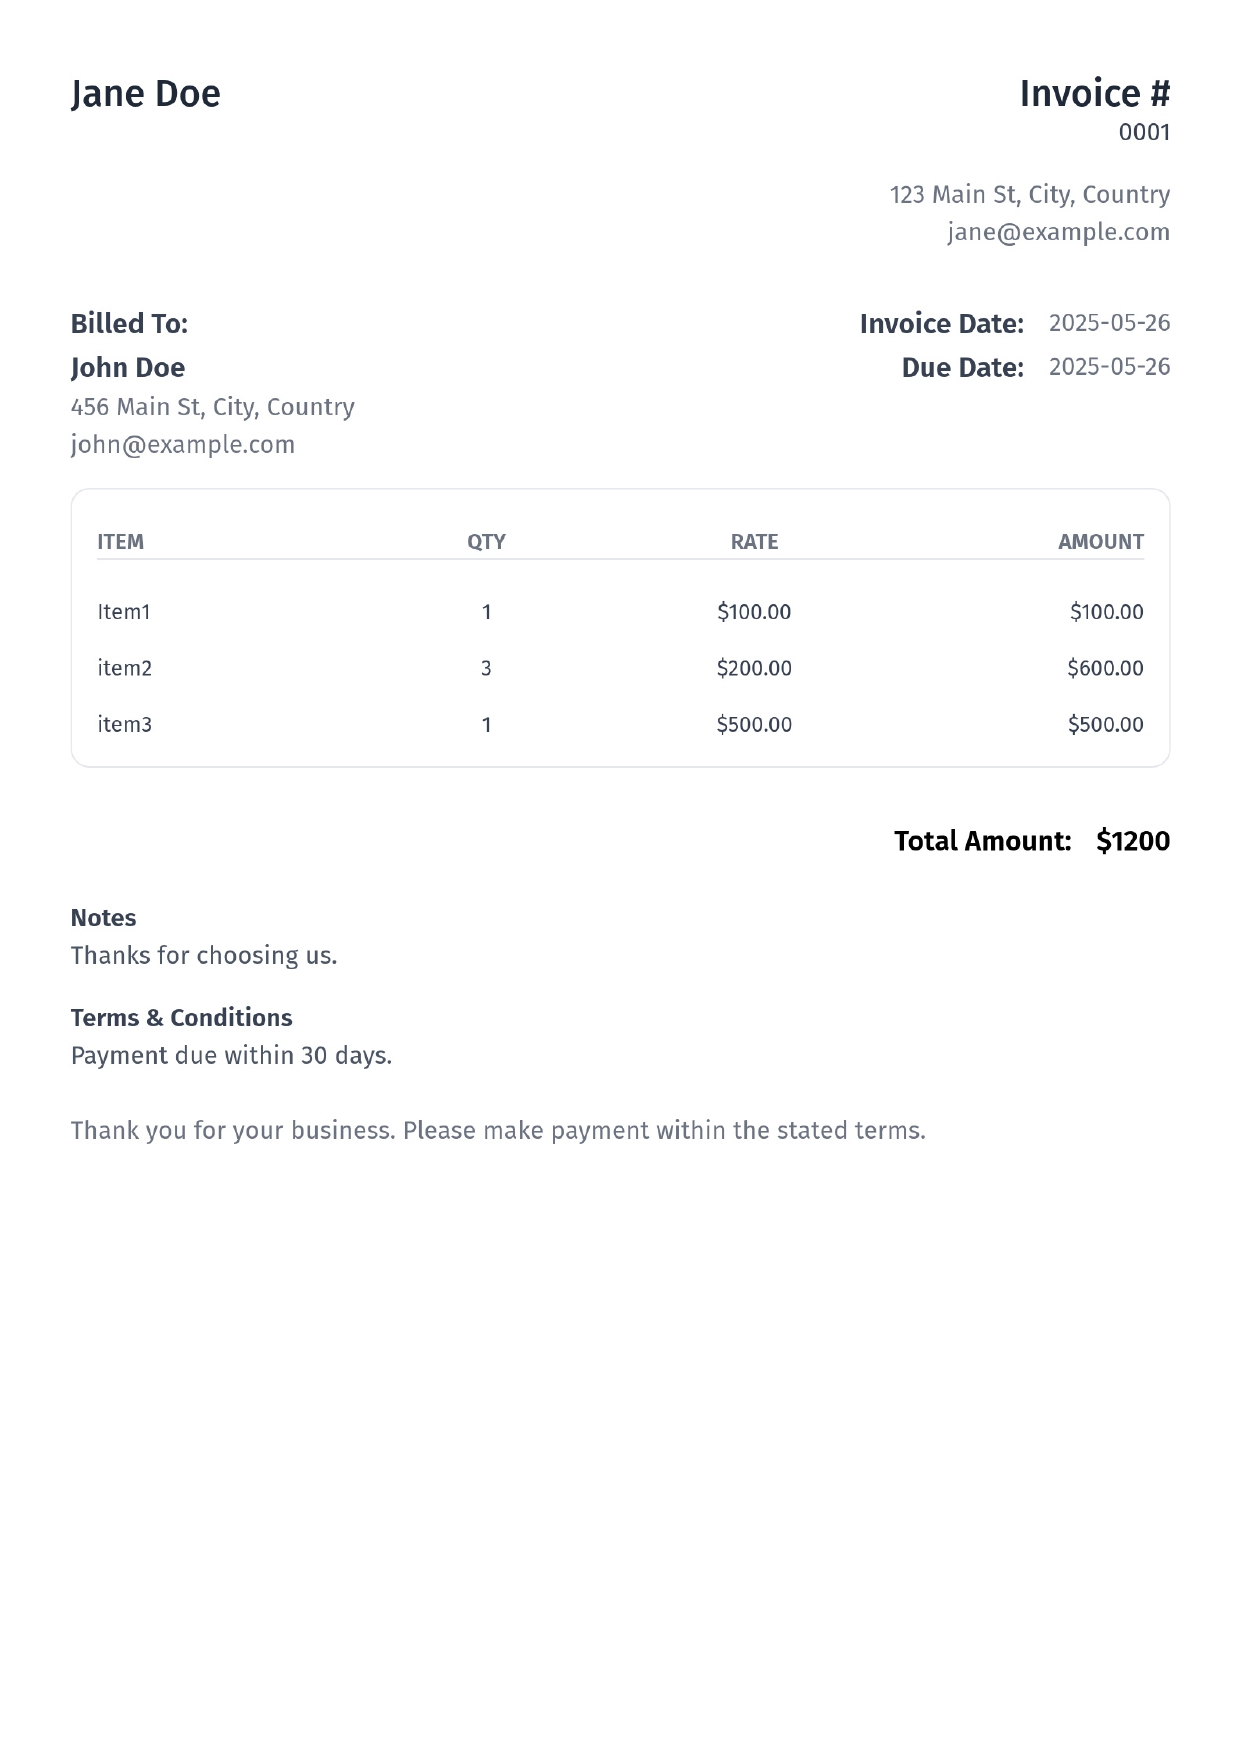 Jane Doe
Invoice #
0001
123 Main St, City, Country
jane@example.com
Billed To:
John Doe
456 Main St, City, Country
john@example.com
Invoice Date: 2025-05-26
Due Date: 2025-05-26
ITEM QTY RATE AMOUNT
Item1 1 $100.00 $100.00
item2 3 $200.00 $600.00
item3 1 $500.00 $500.00
Total Amount: $1200
Notes
Thanks for choosing us.
Terms & Conditions
Payment due within 30 days.
Thank you for your business. Please make payment within the stated terms.